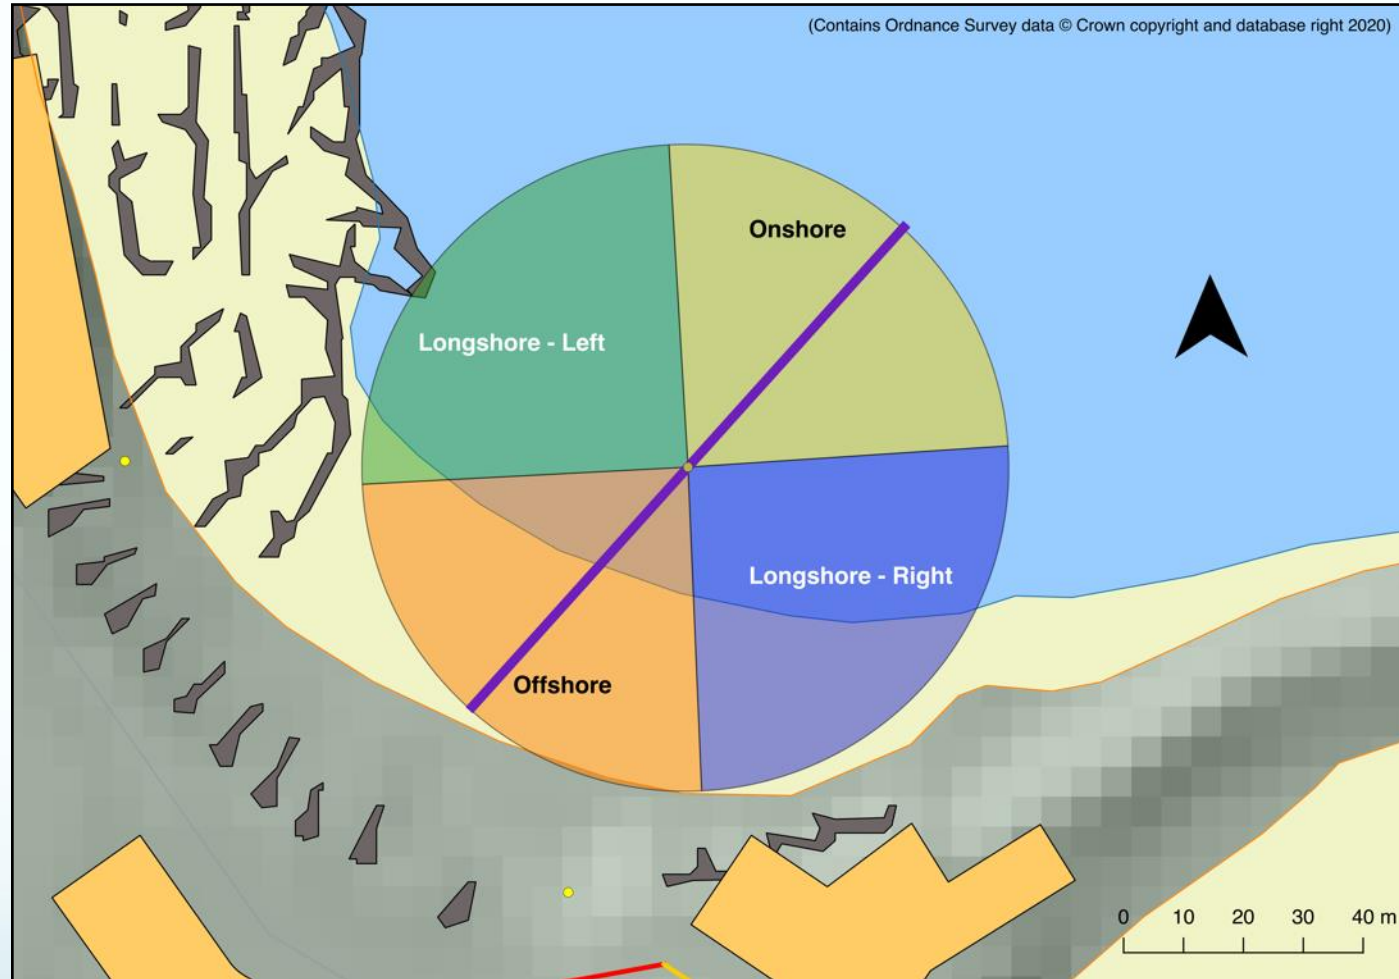 (Contains Ordnance Survey data © Crown copyright and database right 2020)
Onshore
Longshore - Left
Longshore - Right
Offshore
0 10 20 30 40 m